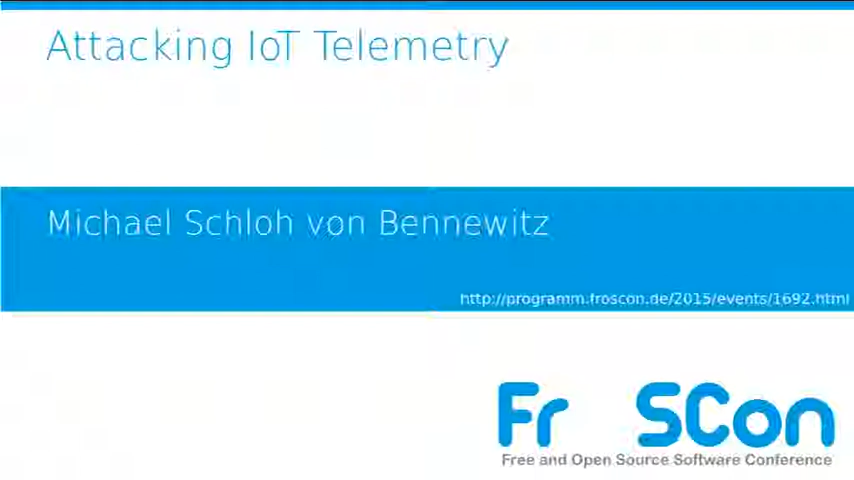 Attacking IoT Telemetry
Michael Schloh von Bennewitz
http://programm.froscon.de/2015/events/1692.html
Fr SCon
Free and Open Source Software Conference